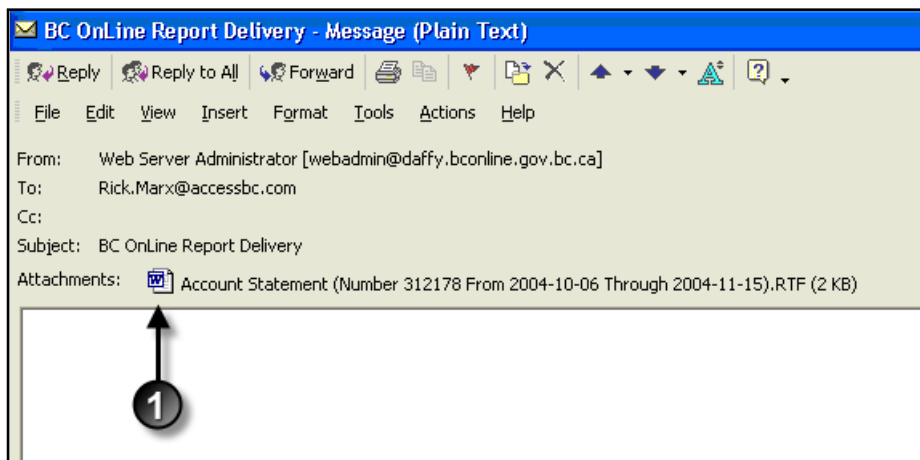 BC OnLine Report Delivery - Message (Plain Text)
Reply Reply to All Forward
File Edit View Insert Format Tools Actions Help
From: Web Server Administrator [webadmin@daffy.bconline.gov.bc.ca]
To: Rick.Marx@accessbc.com
Cc:
Subject: BC OnLine Report Delivery
Attachments: Account Statement (Number 312178 From 2004-10-06 Through 2004-11-15).RTF (2 KB)
1